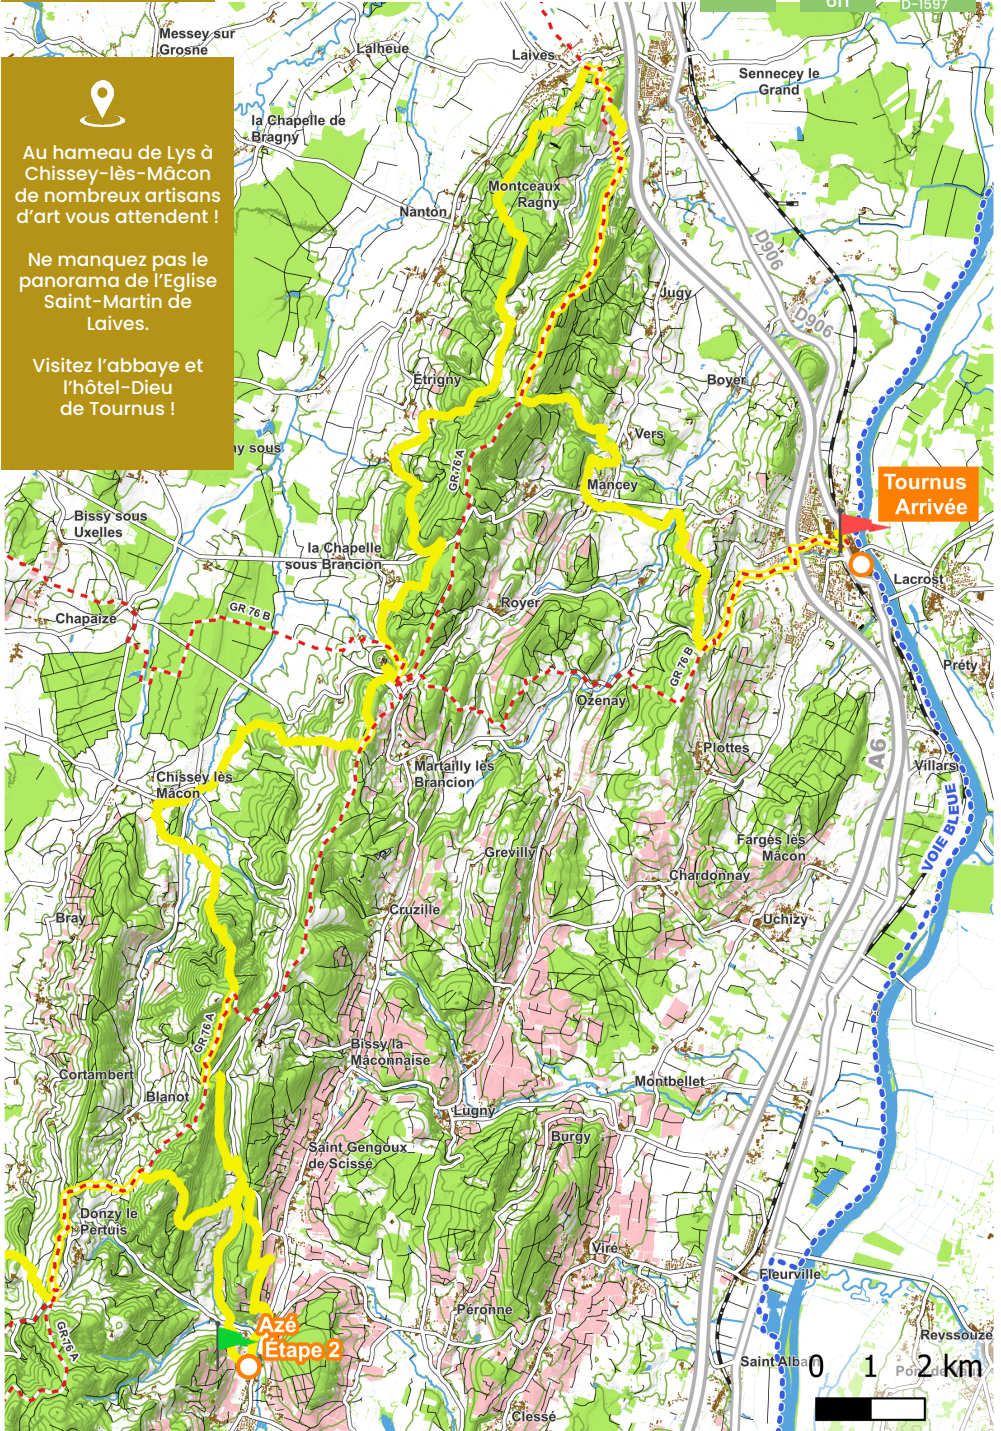 6h
D-1597
Messey sur
Grosne
Lalheue
Laives
Sennecey le
Grand
Au hameau de Lys à
Chissey-lès-Mâcon
de nombreux artisans
d'art vous attendent !
Ne manquez pas le
panorama de l'Eglise
Saint-Martin de
Laives.
Visitez l'abbaye et
l'hôtel-Dieu
de Tournus !
la Chapelle de
Bragny
Montceaux
Ragny
Nanton
D906
Jugy
D906
Étrigny
Boyer
ny sous
Vers
GR 76 A
Mancey
Tournus
Arrivée
Bissy sous
Uxelles
la Chapelle
sous Brancion
Lacrost
Royer
GR 76 B
Chapaize
GR 76 B
Préty
Ozenay
A6
Plottes
Villars
Martailly lès
Brancion
Chissey lès
Mâcon
VOIE BLEUE
Farges lès
Mâcon
Grevilly
Chardonnay
Cruzille
Uchizy
Bray
GR 76 A
Bissy la
Mâconnaise
Cortambert
Montbellet
Blanot
Lugny
Burgy
Saint Gengoux
de Scissé
Donzy le
Pertuis
Viré
Fleurville
Péronne
Azé
Étape 2
GR 76 A
Reyssouze
Saint Albain
0 1 2 km
Clessé